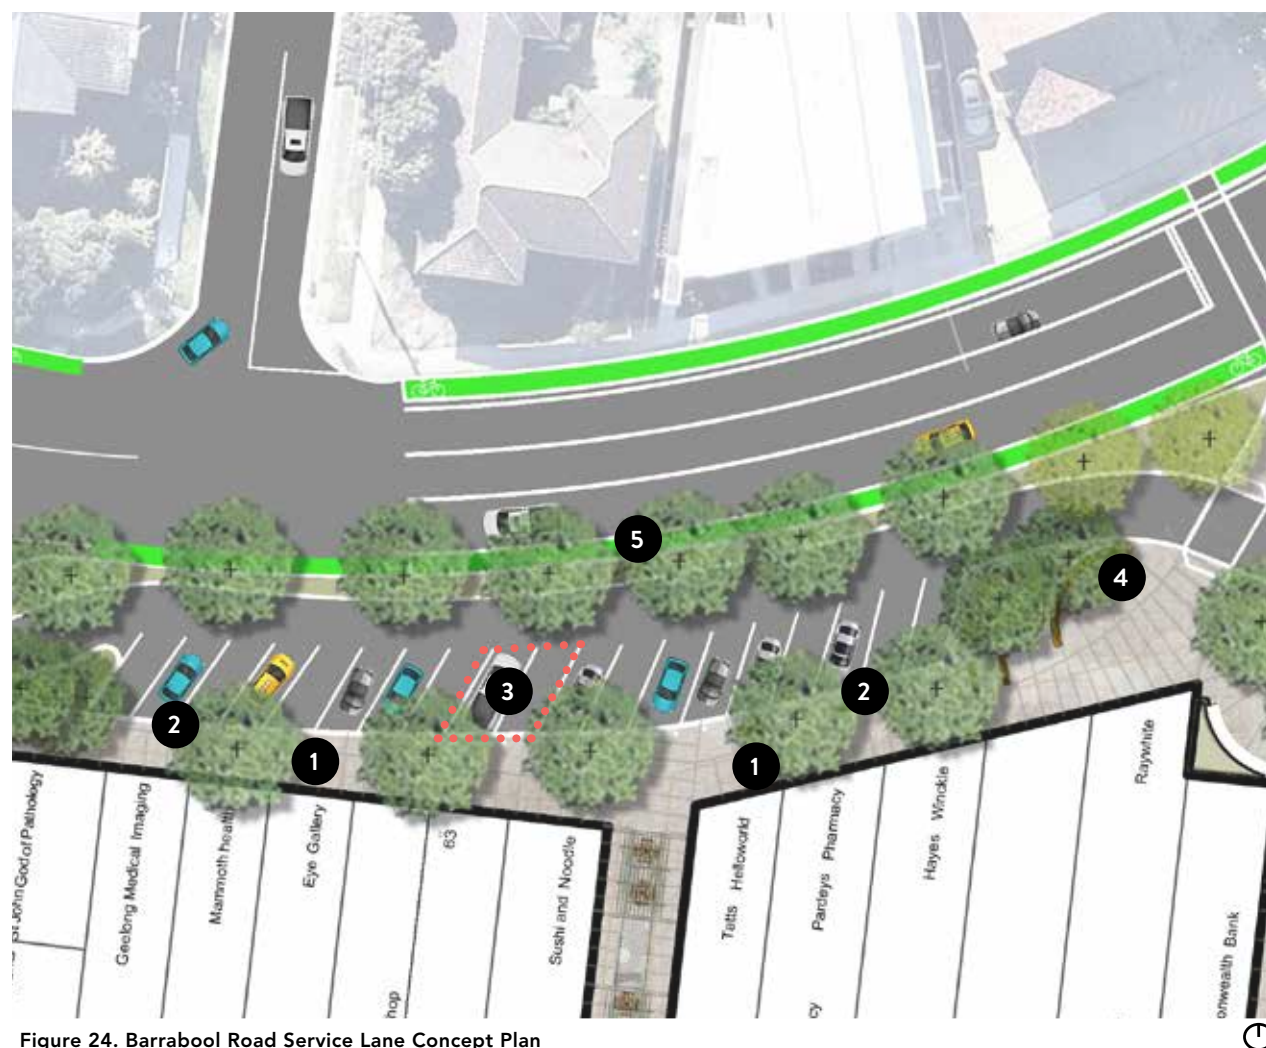 5
4
3
2
2
1
1
God of Pathology
Geelong Medical Imaging
Mammoth health
Eye Gallery
hop
63
Sushi and Noodle
Tatts Helloworld
Pardeys Pharmacy
cy
Hayes Winckle
Raywhite
onwealth Bank
Figure 24. Barrabool Road Service Lane Concept Plan